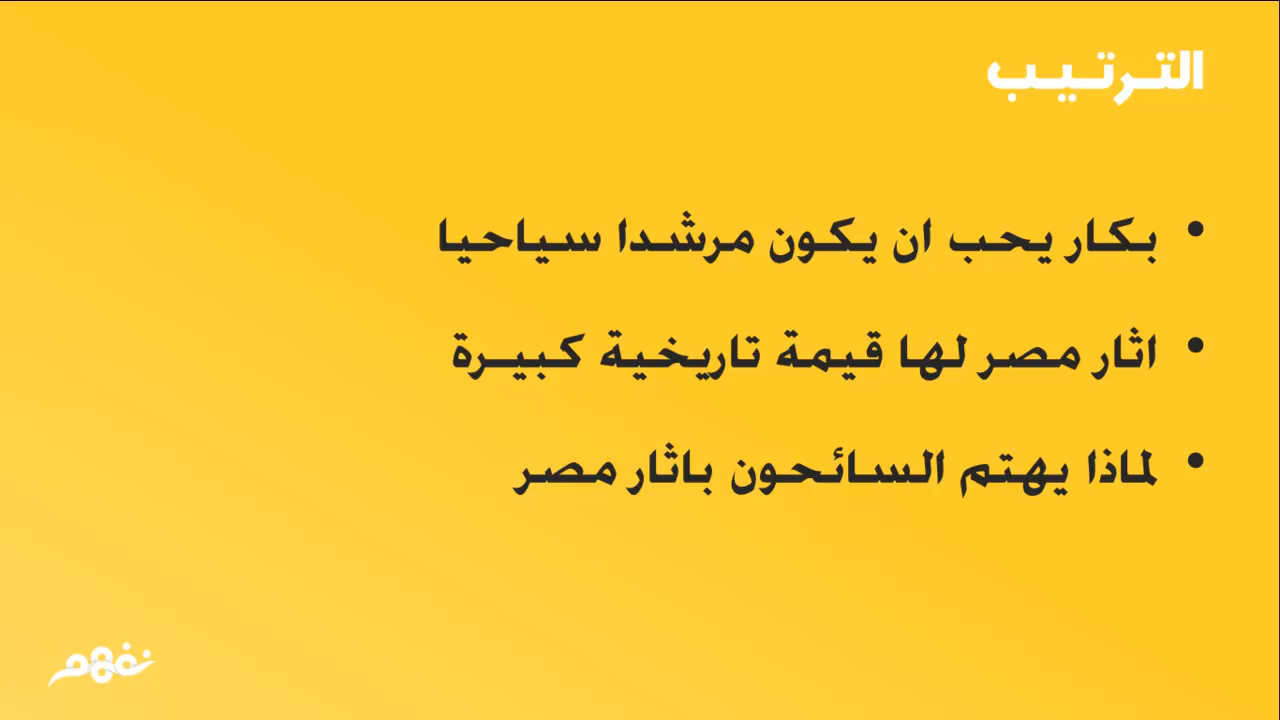 الترتيب
• بكار يحب ان يكون مرشدا سياحيا
• اثار مصر لها قيمة تاريخية كبيرة
• لماذا يهتم السائحون باثار مصر
نفهم